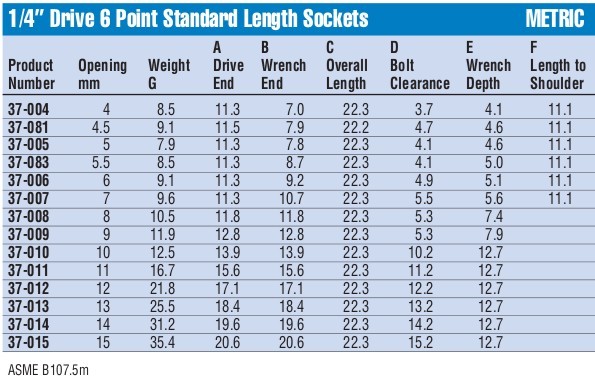 1/4" Drive 6 Point Standard Length Sockets METRIC
A B C D E F
Product Opening Weight Drive Wrench Overall Bolt Wrench Length to
Number mm G End End Length Clearance Depth Shoulder
37-004 4 8.5 11.3 7.0 22.3 3.7 4.1 11.1
37-081 4.5 9.1 11.5 7.9 22.2 4.7 4.6 11.1
37-005 5 7.9 11.3 7.8 22.3 4.1 4.6 11.1
37-083 5.5 8.5 11.3 8.7 22.3 4.1 5.0 11.1
37-006 6 9.1 11.3 9.2 22.3 4.9 5.1 11.1
37-007 7 9.6 11.3 10.7 22.3 5.5 5.6 11.1
37-008 8 10.5 11.8 11.8 22.3 5.3 7.4
37-009 9 11.9 12.8 12.8 22.3 5.3 7.9
37-010 10 12.5 13.9 13.9 22.3 10.2 12.7
37-011 11 16.7 15.6 15.6 22.3 11.2 12.7
37-012 12 21.8 17.1 17.1 22.3 12.2 12.7
37-013 13 25.5 18.4 18.4 22.3 13.2 12.7
37-014 14 31.2 19.6 19.6 22.3 14.2 12.7
37-015 15 35.4 20.6 20.6 22.3 15.2 12.7
ASME B107.5m